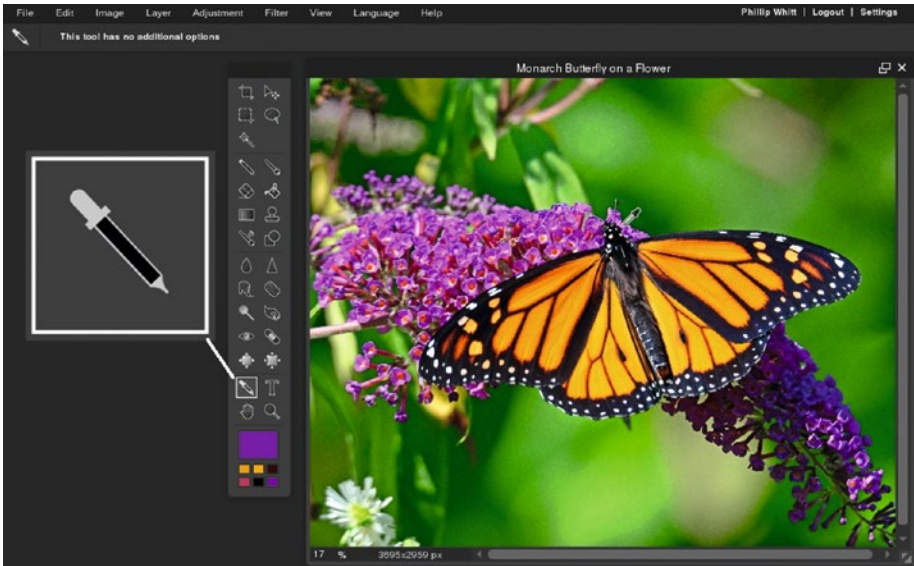 File Edit Image Layer Adjustment Filter View Language Help Phillip Whitt | Logout | Settings
This tool has no additional options
Monarch Butterfly on a Flower
T
17 % 3695x2959 px